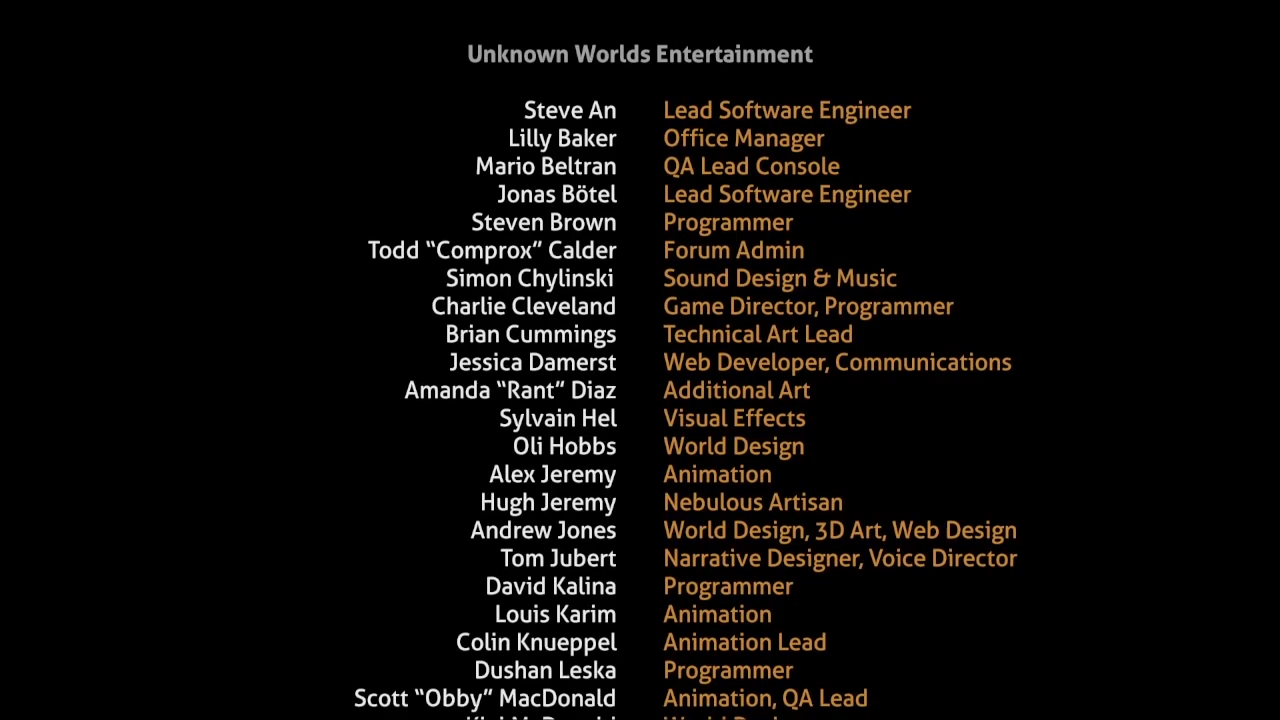 Unknown Worlds Entertainment
Steve An Lead Software Engineer
Lilly Baker Office Manager
Mario Beltran QA Lead Console
Jonas Bötel Lead Software Engineer
Steven Brown Programmer
Todd “Comprox” Calder Forum Admin
Simon Chylinski Sound Design & Music
Charlie Cleveland Game Director, Programmer
Brian Cummings Technical Art Lead
Jessica Damerst Web Developer, Communications
Amanda “Rant” Diaz Additional Art
Sylvain Hel Visual Effects
Oli Hobbs World Design
Alex Jeremy Animation
Hugh Jeremy Nebulous Artisan
Andrew Jones World Design, 3D Art, Web Design
Tom Jubert Narrative Designer, Voice Director
David Kalina Programmer
Louis Karim Animation
Colin Knueppel Animation Lead
Dushan Leska Programmer
Scott “Obby” MacDonald Animation, QA Lead